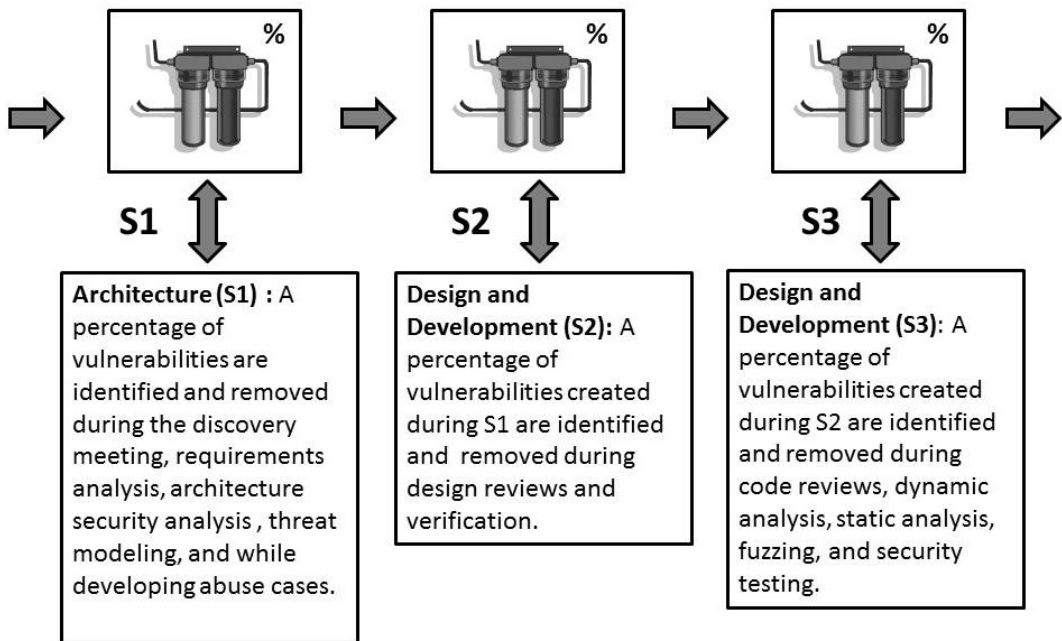 %
%
%
S1
S2
S3
Architecture (S1) : A
percentage of
vulnerabilities are
identified and removed
during the discovery
meeting, requirements
analysis, architecture
security analysis , threat
modeling, and while
developing abuse cases.
Design and
Development (S2): A
percentage of
vulnerabilities created
during S1 are identified
and removed during
design reviews and
verification.
Design and
Development (S3): A
percentage of
vulnerabilities created
during S2 are identified
and removed during
code reviews, dynamic
analysis, static analysis,
fuzzing, and security
testing.